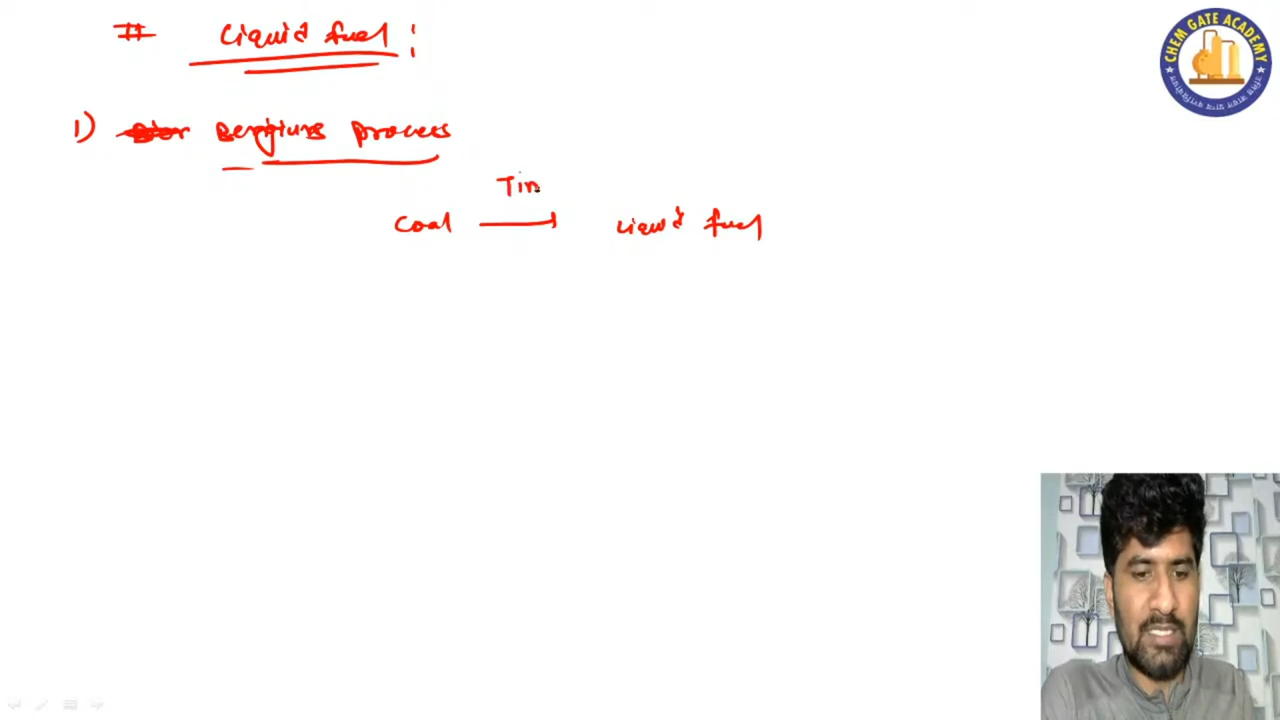 # Liquid fuel :
CHEM GATE ACADEMY
1) Bergius process
Tin
Coal → Liquid fuel